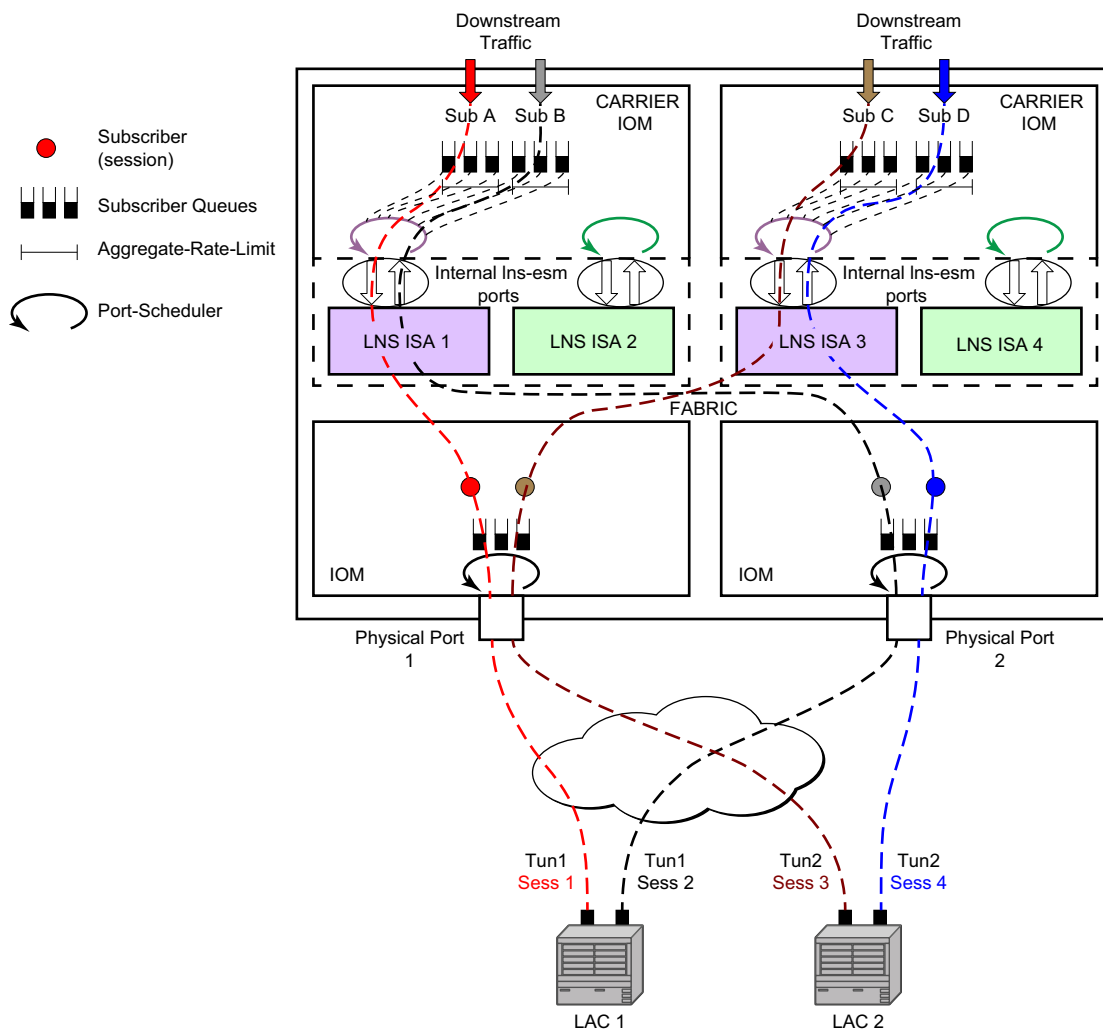 Downstream
Traffic
Downstream
Traffic
CARRIER
IOM
CARRIER
IOM
Sub A
Sub B
Sub C
Sub D
Subscriber
(session)
Subscriber Queues
Aggregate-Rate-Limit
Port-Scheduler
Internal lns-esm
ports
Internal lns-esm
ports
LNS ISA 1
LNS ISA 2
LNS ISA 3
LNS ISA 4
FABRIC
IOM
IOM
Physical Port
1
Physical Port
2
Tun1
Sess 1
Tun1
Sess 2
Tun2
Sess 3
Tun2
Sess 4
LAC 1
LAC 2